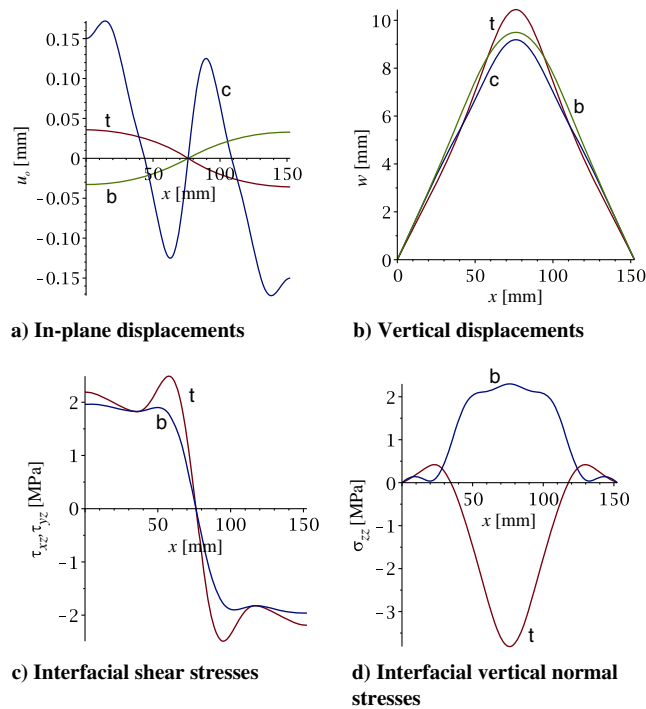 0.15
0.10
0.05
0
-0.05
-0.10
-0.15
u_o [mm]
50
100
150
x [mm]
t
b
c
a) In-plane displacements
10
8
6
4
2
0
w [mm]
0
50
100
150
x [mm]
t
c
b
b) Vertical displacements
2
1
0
-1
-2
τ_xz,τ_yz [MPa]
50
100
150
x [mm]
t
b
c) Interfacial shear stresses
2
1
0
-1
-2
-3
σ_zz [MPa]
50
100
150
x [mm]
b
t
d) Interfacial vertical normal
stresses